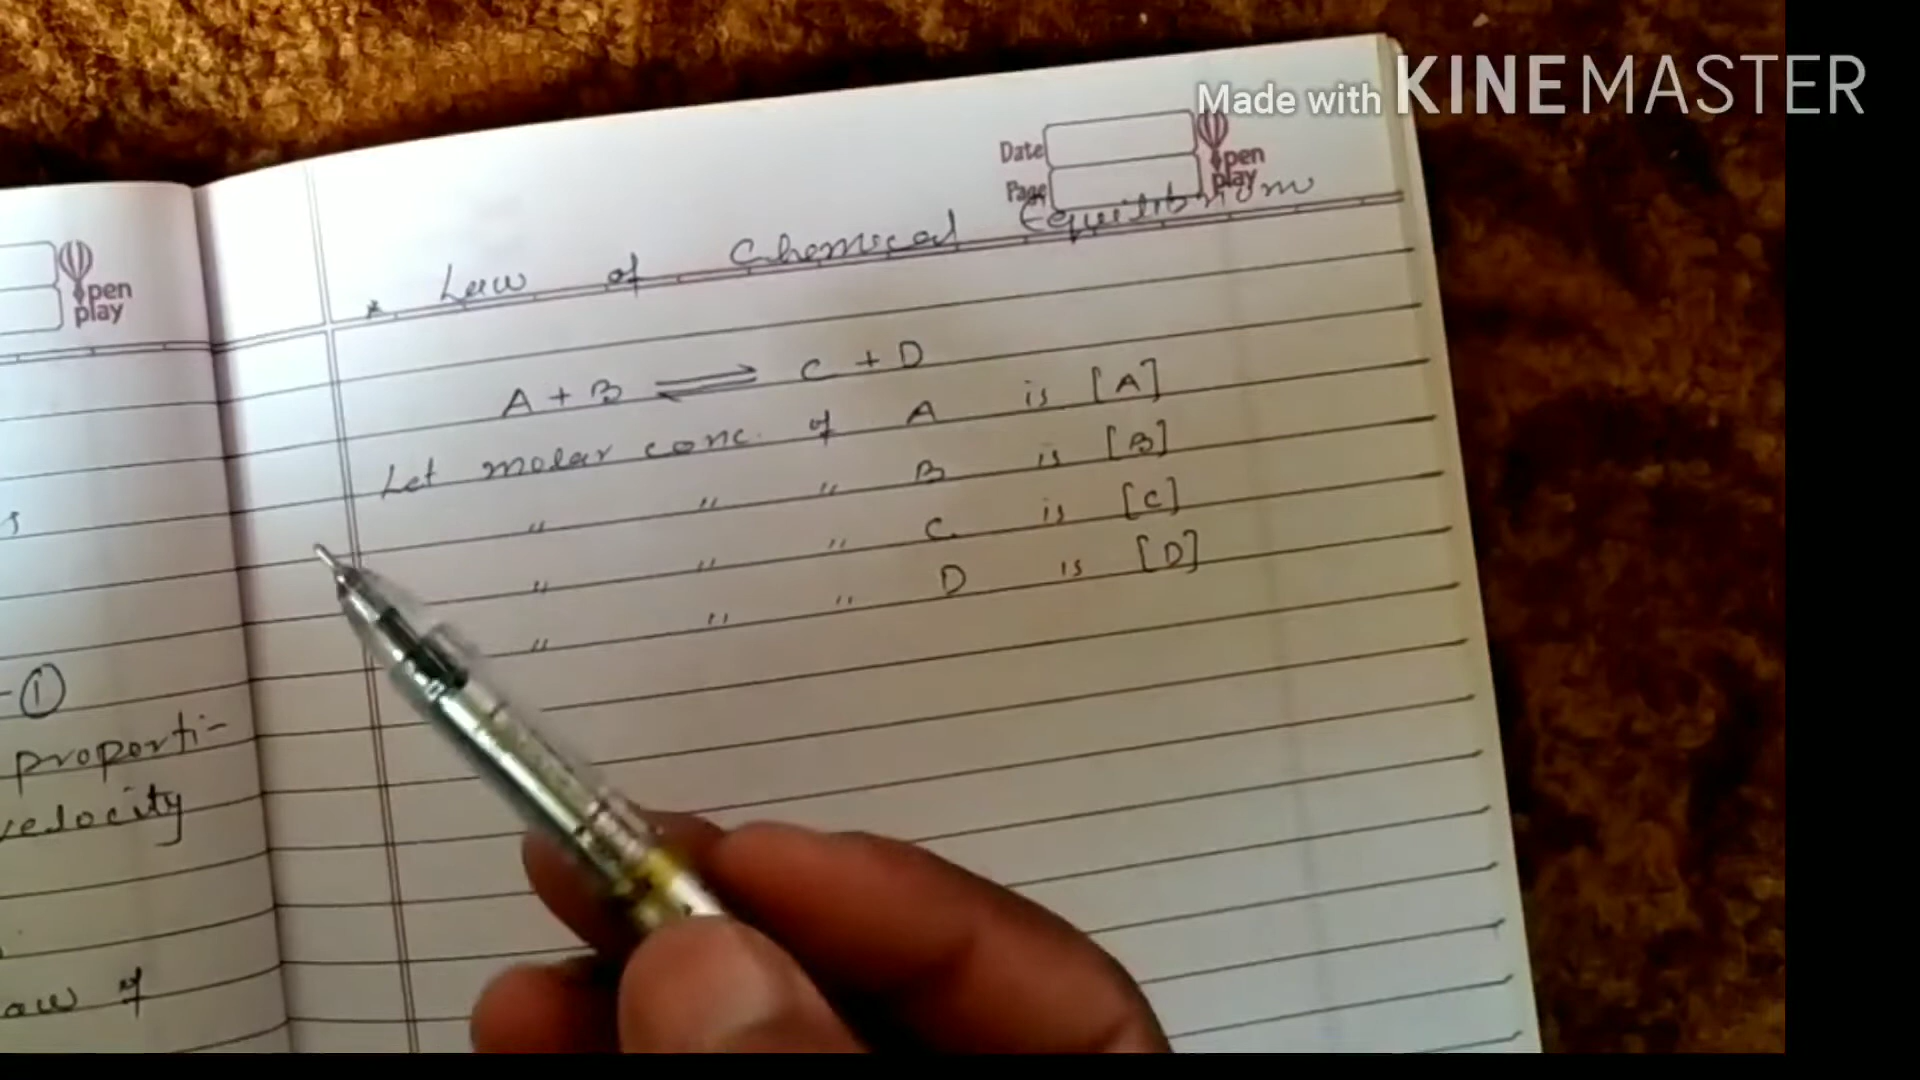 Made with KINEMASTER
Date
Page
pen
play
pen
play
* Law of Chemical Equilibrium
A + B ⇌ C + D
Let molar conc. of A is [A]
" " " B is [B]
" " " C is [C]
" " " D is [D]
s
- ①
proporti-
velocity
aw of